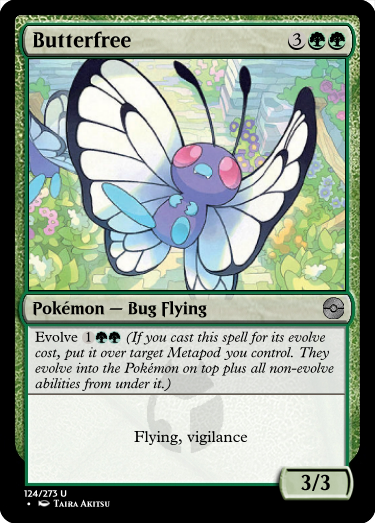 Butterfree 3
Pokémon — Bug Flying
Evolve 1 (If you cast this spell for its evolve
cost, put it over target Metapod you control. They
evolve into the Pokémon on top plus all non-evolve
abilities from under it.)
Flying, vigilance
3/3
124/273 U
• Taira Akitsu